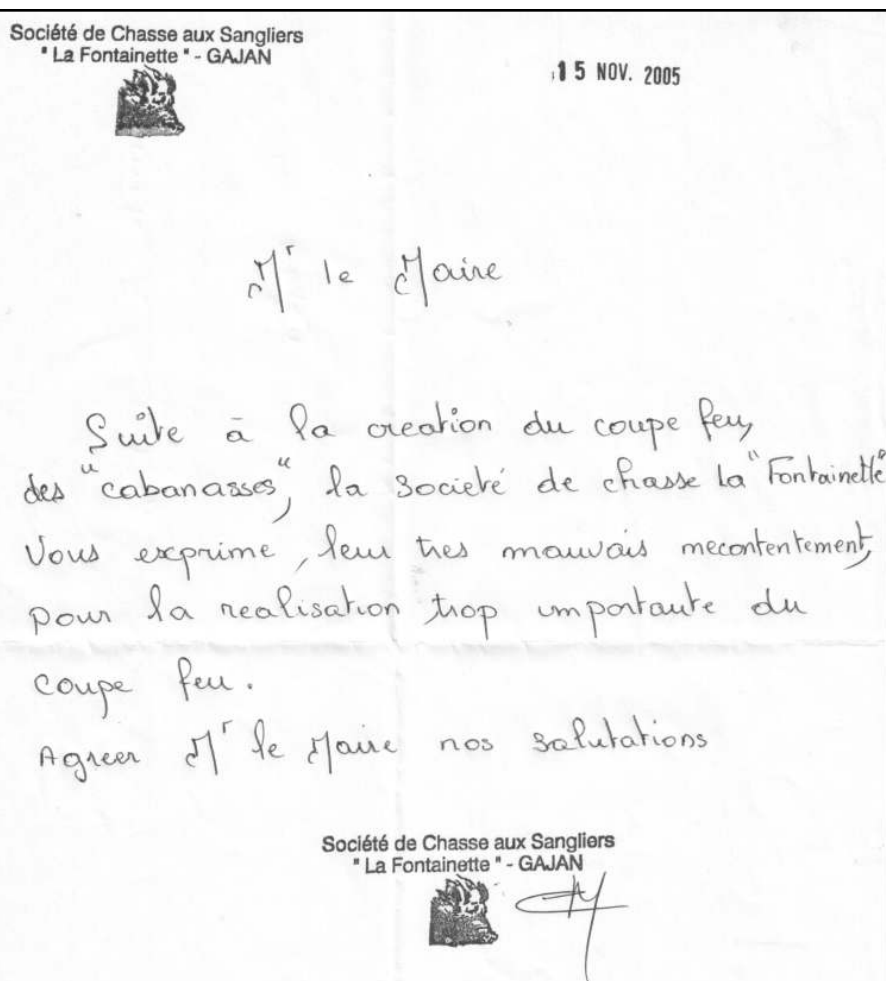 Société de Chasse aux Sangliers
" La Fontainette " - GAJAN
15 NOV. 2005
Mr le Maire
Suite à la creation du coupe feu,
des "cabanasses", la societé de chasse La "Fontainette"
Vous exprime, leur tres mauvais mecontentement,
pour la realisation trop importante du
coupe feu.
Agreer Mr le Maire nos salutations
Société de Chasse aux Sangliers
" La Fontainette " - GAJAN